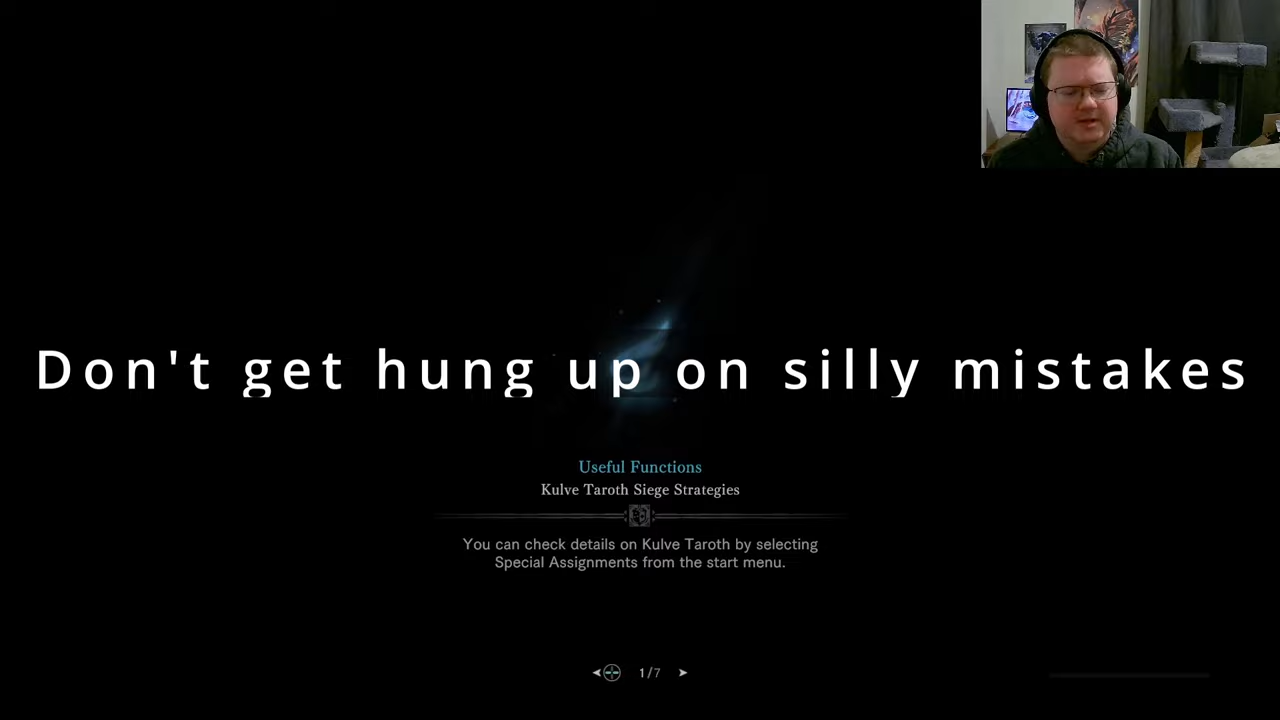 Don't get hung up on silly mistakes
Useful Functions
Kulve Taroth Siege Strategies
You can check details on Kulve Taroth by selecting
Special Assignments from the start menu.
1/7